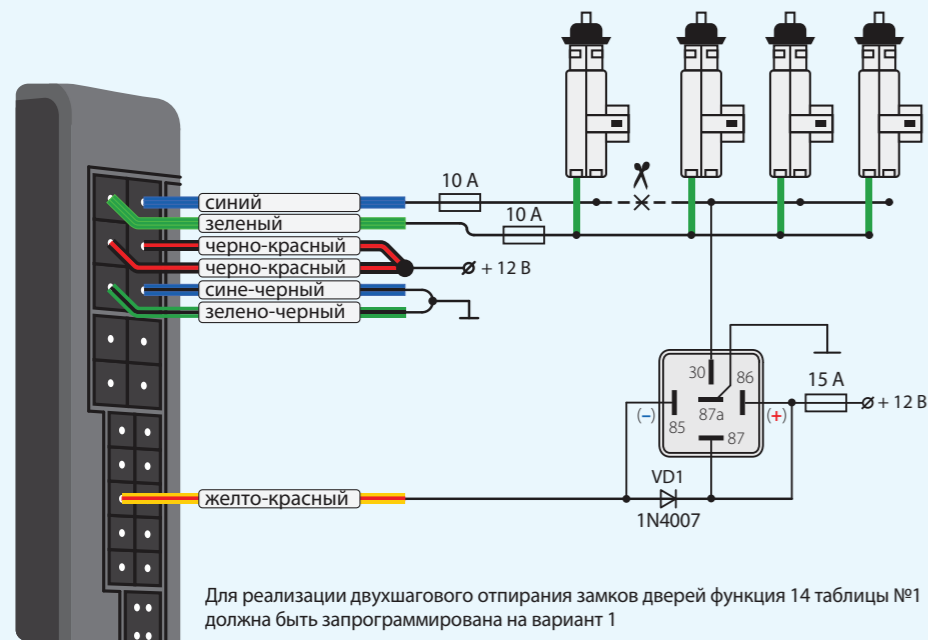 10 А
синий
10 А
зеленый
черно-красный
черно-красный
+ 12 В
сине-черный
зелено-черный
30
86
15 А
(–)
87а
(+)
+ 12 В
85
87
VD1
желто-красный
1N4007
Для реализации двухшагового отпирания замков дверей функция 14 таблицы №1
должна быть запрограммирована на вариант 1